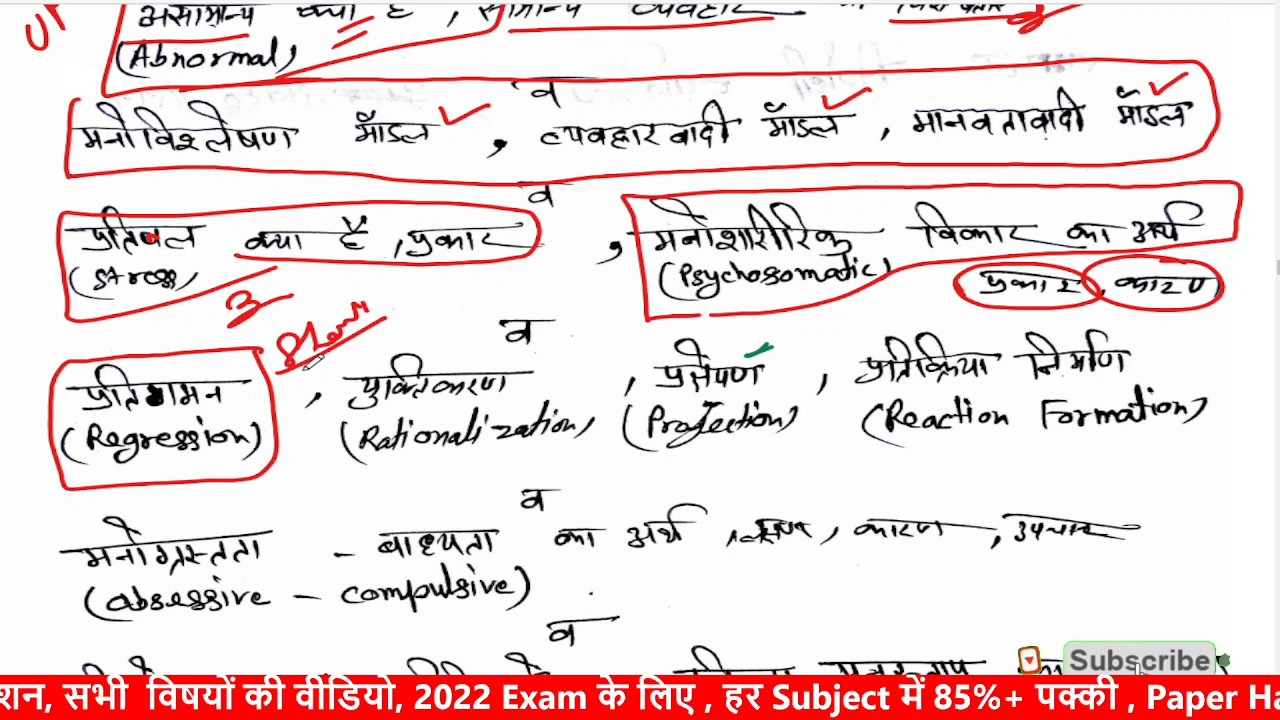 असामान्य क्या है , सामान्य व्यवहार
(Abnormal)
व
मनोविश्लेषण मॉडल , व्यवहारवादी मॉडल , मानवतावादी मॉडल
व
प्रतिबल क्या है , प्रकार , मनोशारीरिक विकार का अर्थ
(Stress) (Psychosomatic) प्रकार , कारण
व
प्रतिगमन , युक्तिकरण , प्रक्षेपण , प्रतिक्रिया निर्माण
(Regression) (Rationalization) (Projection) (Reaction Formation)
व
मनोग्रस्तता - बाध्यता का अर्थ , लक्षण , कारण , उपचार
(absessive - compulsive)
व
Subscribe
शन, सभी विषयों की वीडियो, 2022 Exam के लिए , हर Subject में 85%+ पक्की , Paper Ha